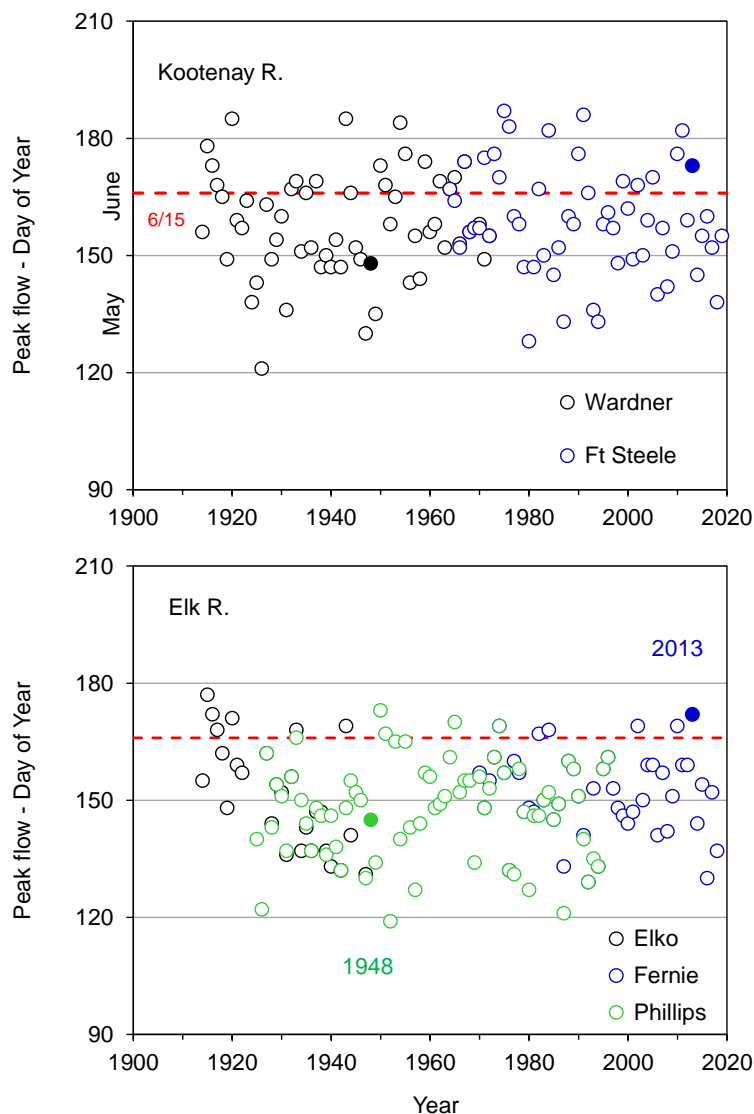 210
Kootenay R.
180
June
6/15
150
May
120
Wardner
Ft Steele
90
1900 1920 1940 1960 1980 2000 2020
Peak flow - Day of Year
210
Elk R.
2013
180
150
120
Elko
1948
Fernie
Phillips
90
1900 1920 1940 1960 1980 2000 2020
Peak flow - Day of Year
Year